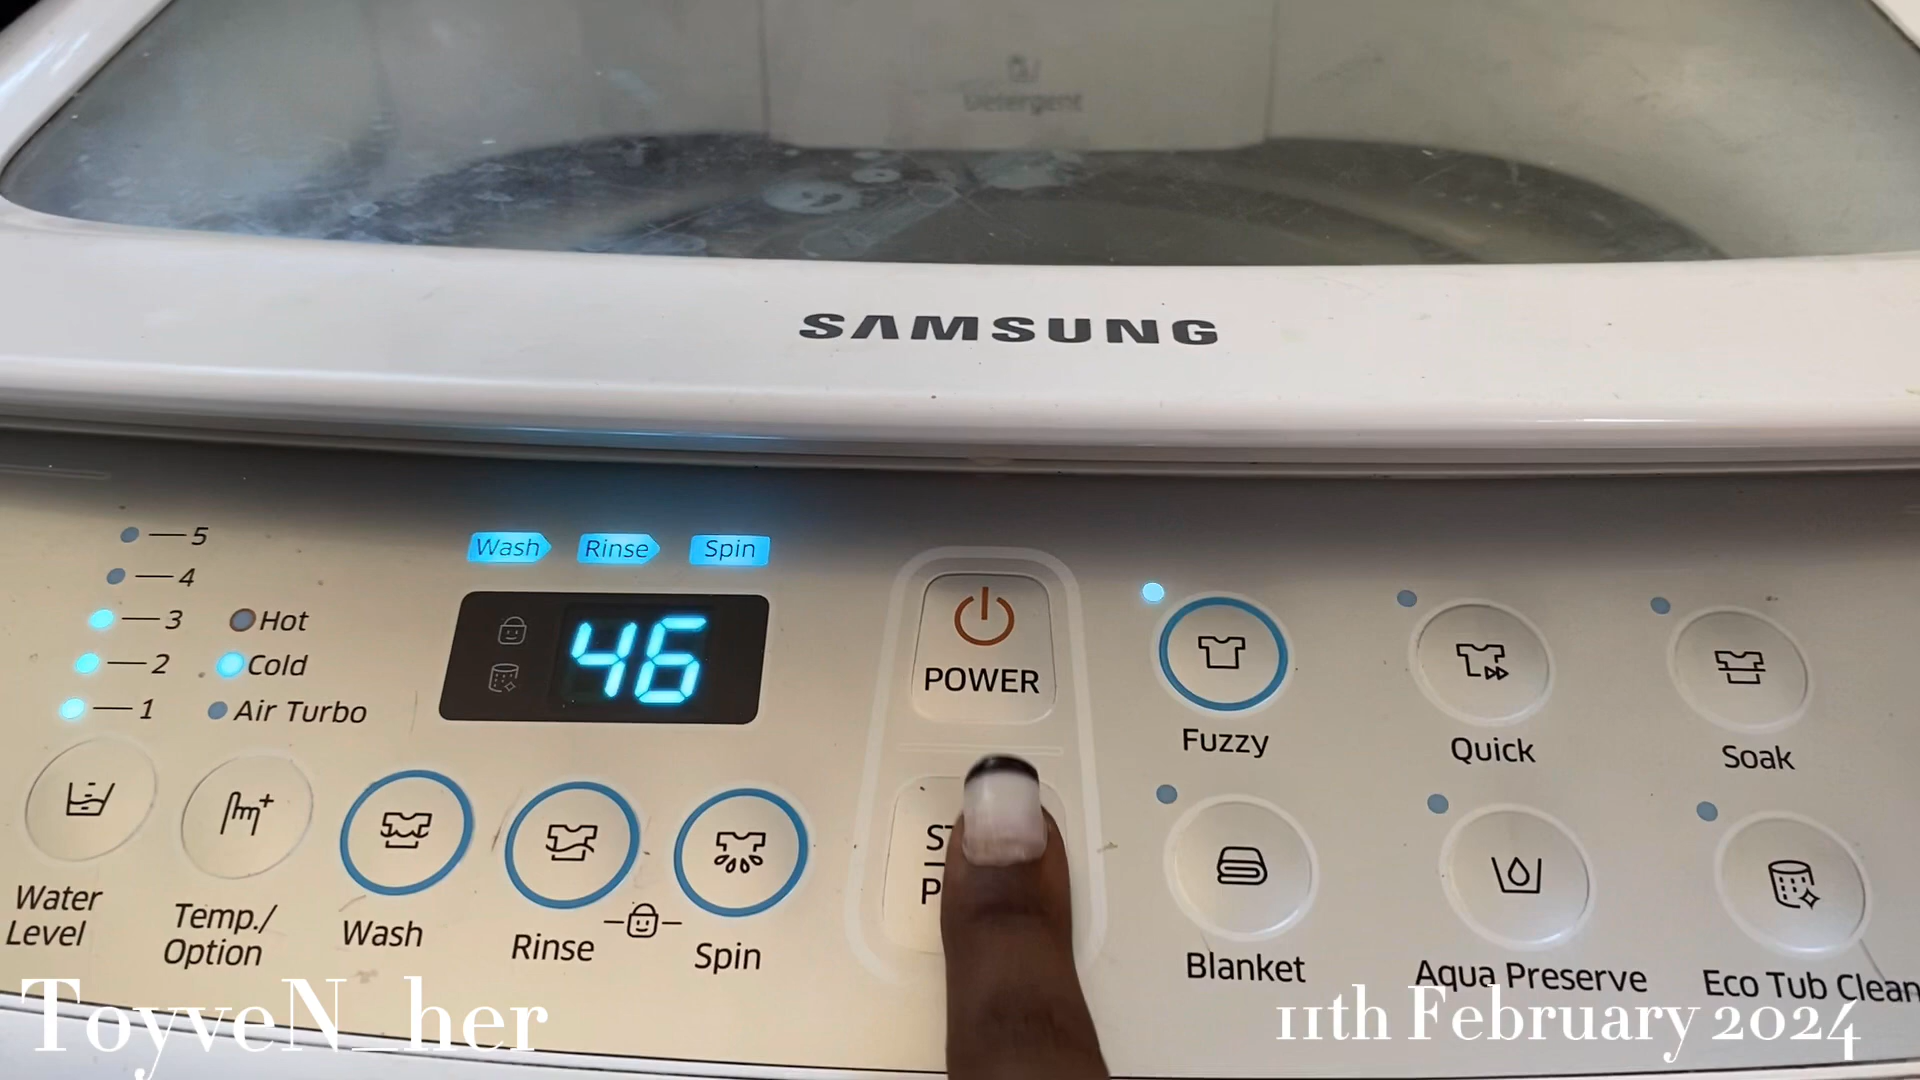 Detergent
SAMSUNG
5
4
3
2
1
Hot
Cold
Air Turbo
Wash
Rinse
Spin
46
POWER
Fuzzy
Quick
Soak
Water
Level
Temp./
Option
Wash
Rinse
Spin
Blanket
Aqua Preserve
Eco Tub Clean
ToyveN_her
11th February 2024